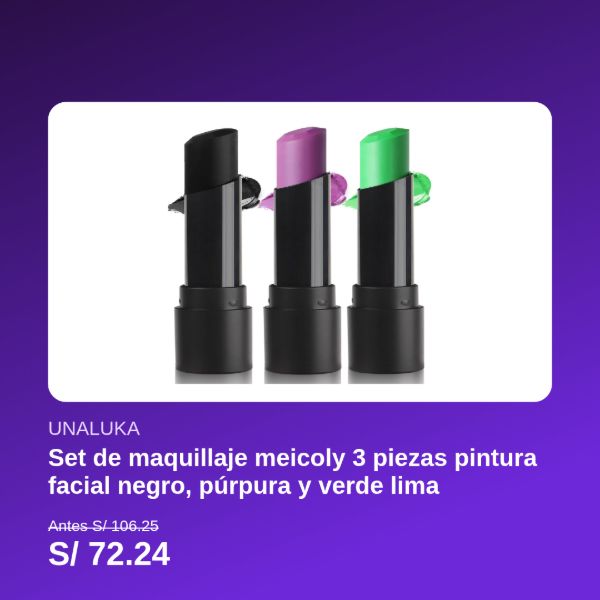 UNALUKA
Set de maquillaje meicoly 3 piezas pintura
facial negro, púrpura y verde lima
Antes S/ 106.25
S/ 72.24